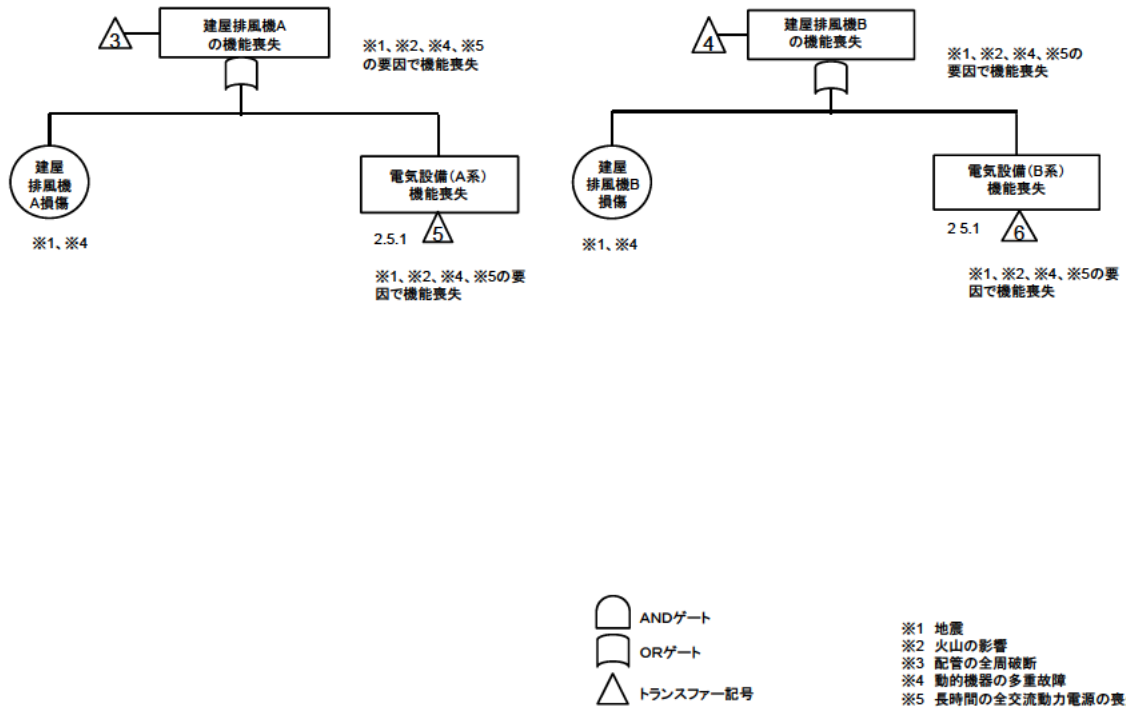 3
建屋排風機A
の機能喪失
※1、※2、※4、※5
の要因で機能喪失
建屋
排風機
A損傷
※1、※4
電気設備(A系)
機能喪失
2.5.1
5
※1、※2、※4、※5の要
因で機能喪失
4
建屋排風機B
の機能喪失
※1、※2、※4、※5の
要因で機能喪失
建屋
排風機B
損傷
※1、※4
電気設備(B系)
機能喪失
2 5.1
6
※1、※2、※4、※5の要
因で機能喪失
ANDゲート
ORゲート
トランスファー記号
※1 地震
※2 火山の影響
※3 配管の全周破断
※4 動的機器の多重故障
※5 長時間の全交流動力電源の喪